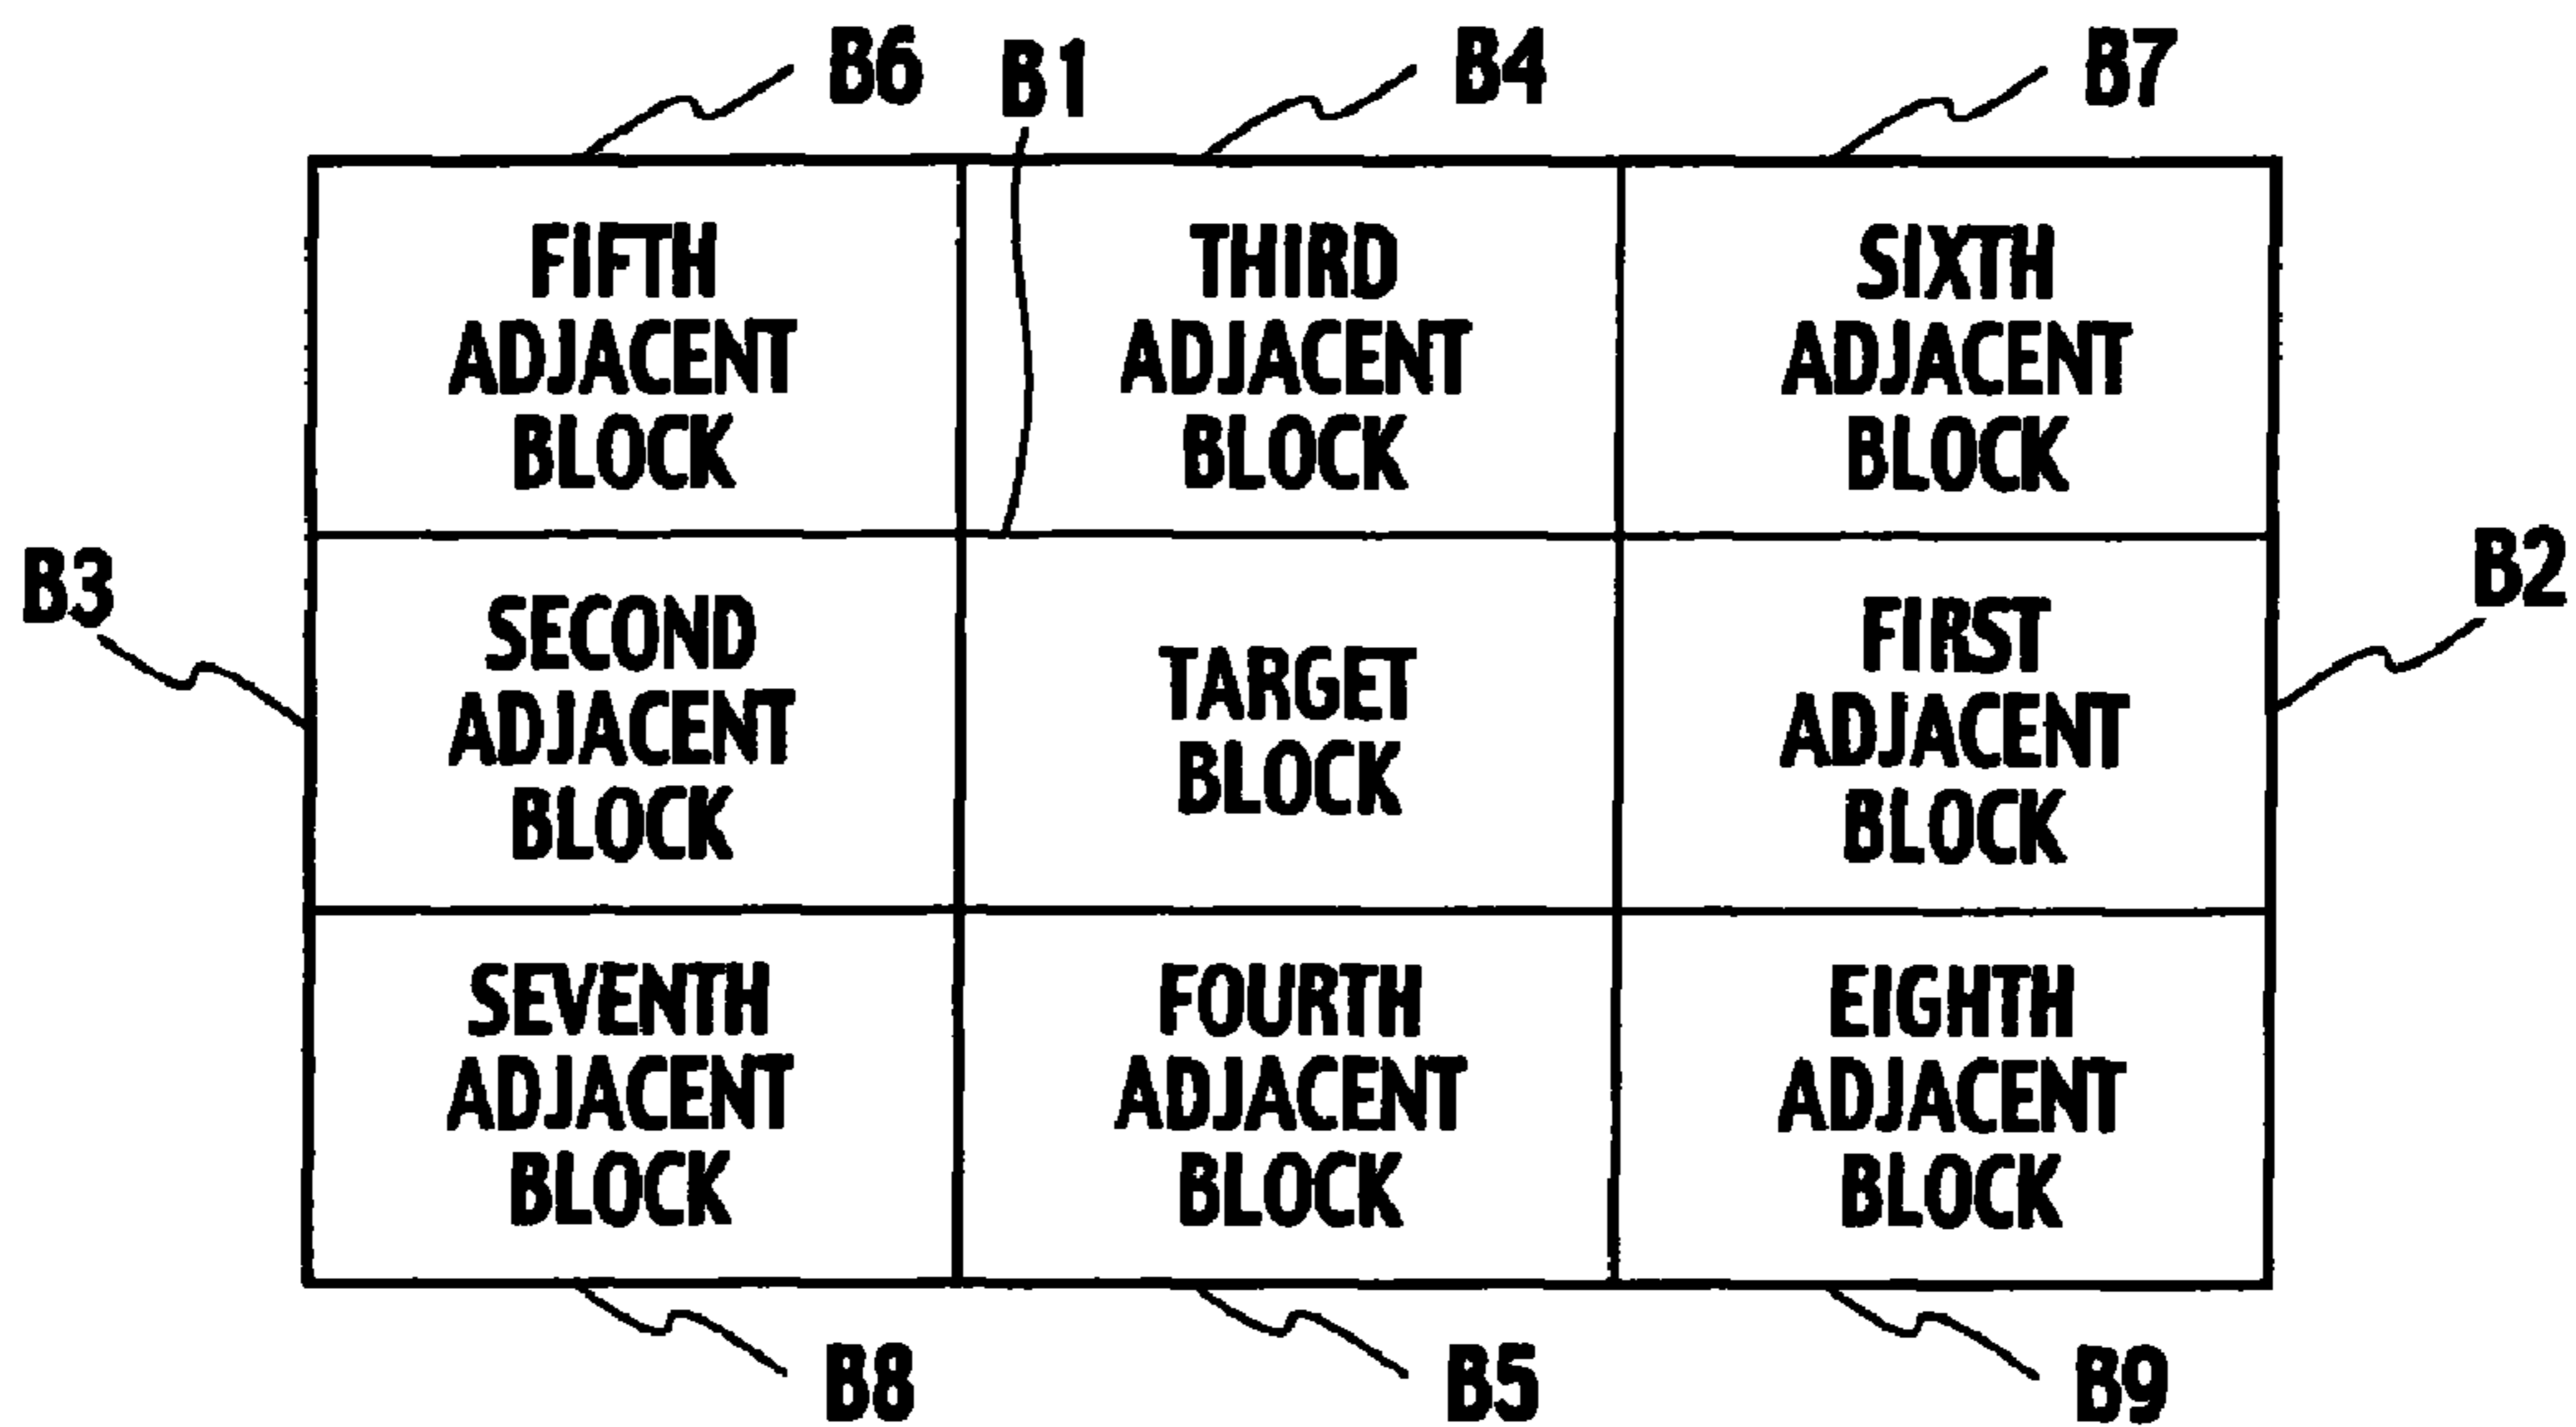 B6
B1
B4
B7
FIFTH
ADJACENT
BLOCK
THIRD
ADJACENT
BLOCK
SIXTH
ADJACENT
BLOCK
B3
SECOND
ADJACENT
BLOCK
TARGET
BLOCK
FIRST
ADJACENT
BLOCK
B2
SEVENTH
ADJACENT
BLOCK
FOURTH
ADJACENT
BLOCK
EIGHTH
ADJACENT
BLOCK
B8
B5
B9